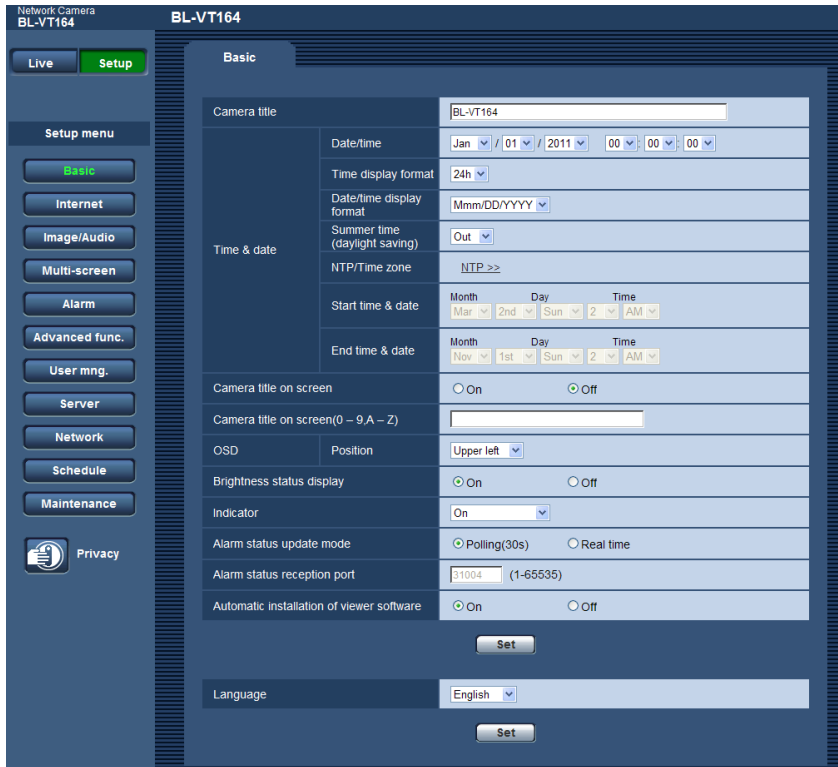 Network Camera
BL-VT164
BL-VT164
Live
Setup
Basic
Setup menu
Basic
Internet
Image/Audio
Multi-screen
Alarm
Advanced func.
User mng.
Server
Network
Schedule
Maintenance
Privacy
Camera title
BL-VT164
Time & date
Date/time
Jan / 01 / 2011 00 : 00 : 00
Time display format
24h
Date/time display
format
Mmm/DD/YYYY
Summer time
(daylight saving)
Out
NTP/Time zone
NTP >>
Start time & date
Month Day Time
Mar 2nd Sun 2 AM
End time & date
Month Day Time
Nov 1st Sun 2 AM
Camera title on screen
On Off
Camera title on screen(0 – 9,A – Z)
OSD
Position
Upper left
Brightness status display
On Off
Indicator
On
Alarm status update mode
Polling(30s) Real time
Alarm status reception port
31004 (1-65535)
Automatic installation of viewer software
On Off
Set
Language
English
Set